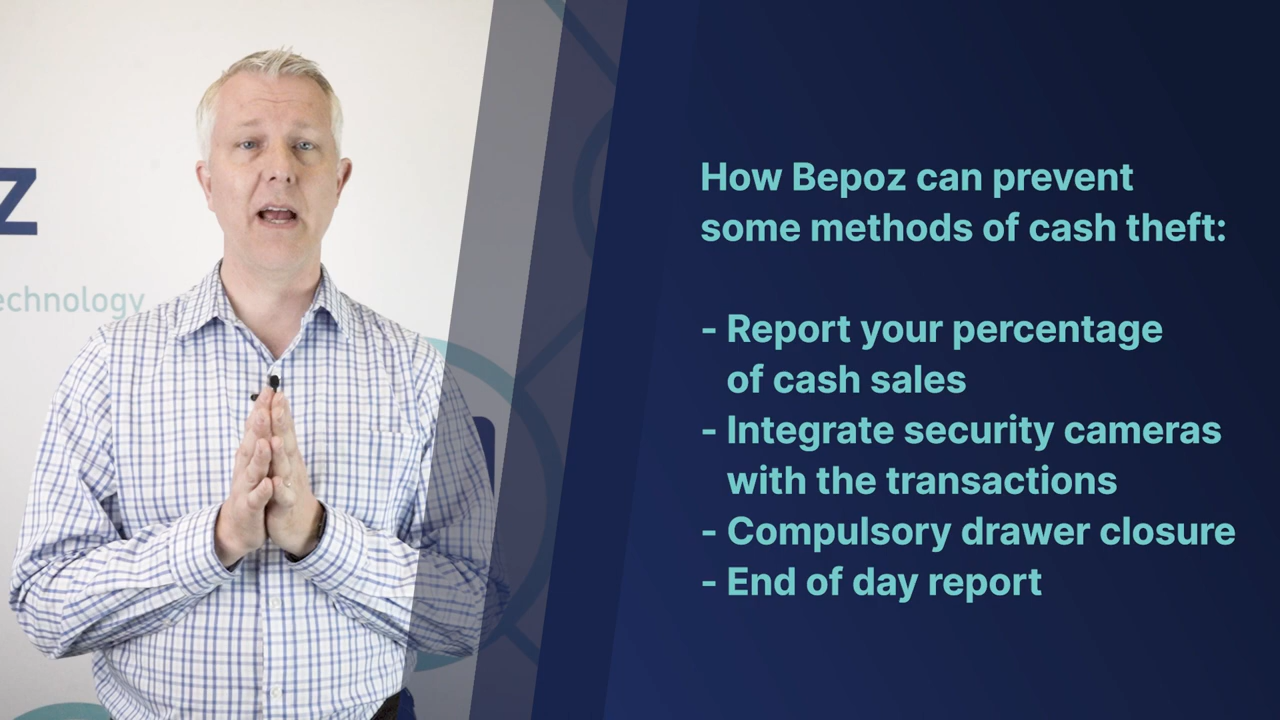 z
echnology
How Bepoz can prevent
some methods of cash theft:
- Report your percentage
of cash sales
- Integrate security cameras
with the transactions
- Compulsory drawer closure
- End of day report